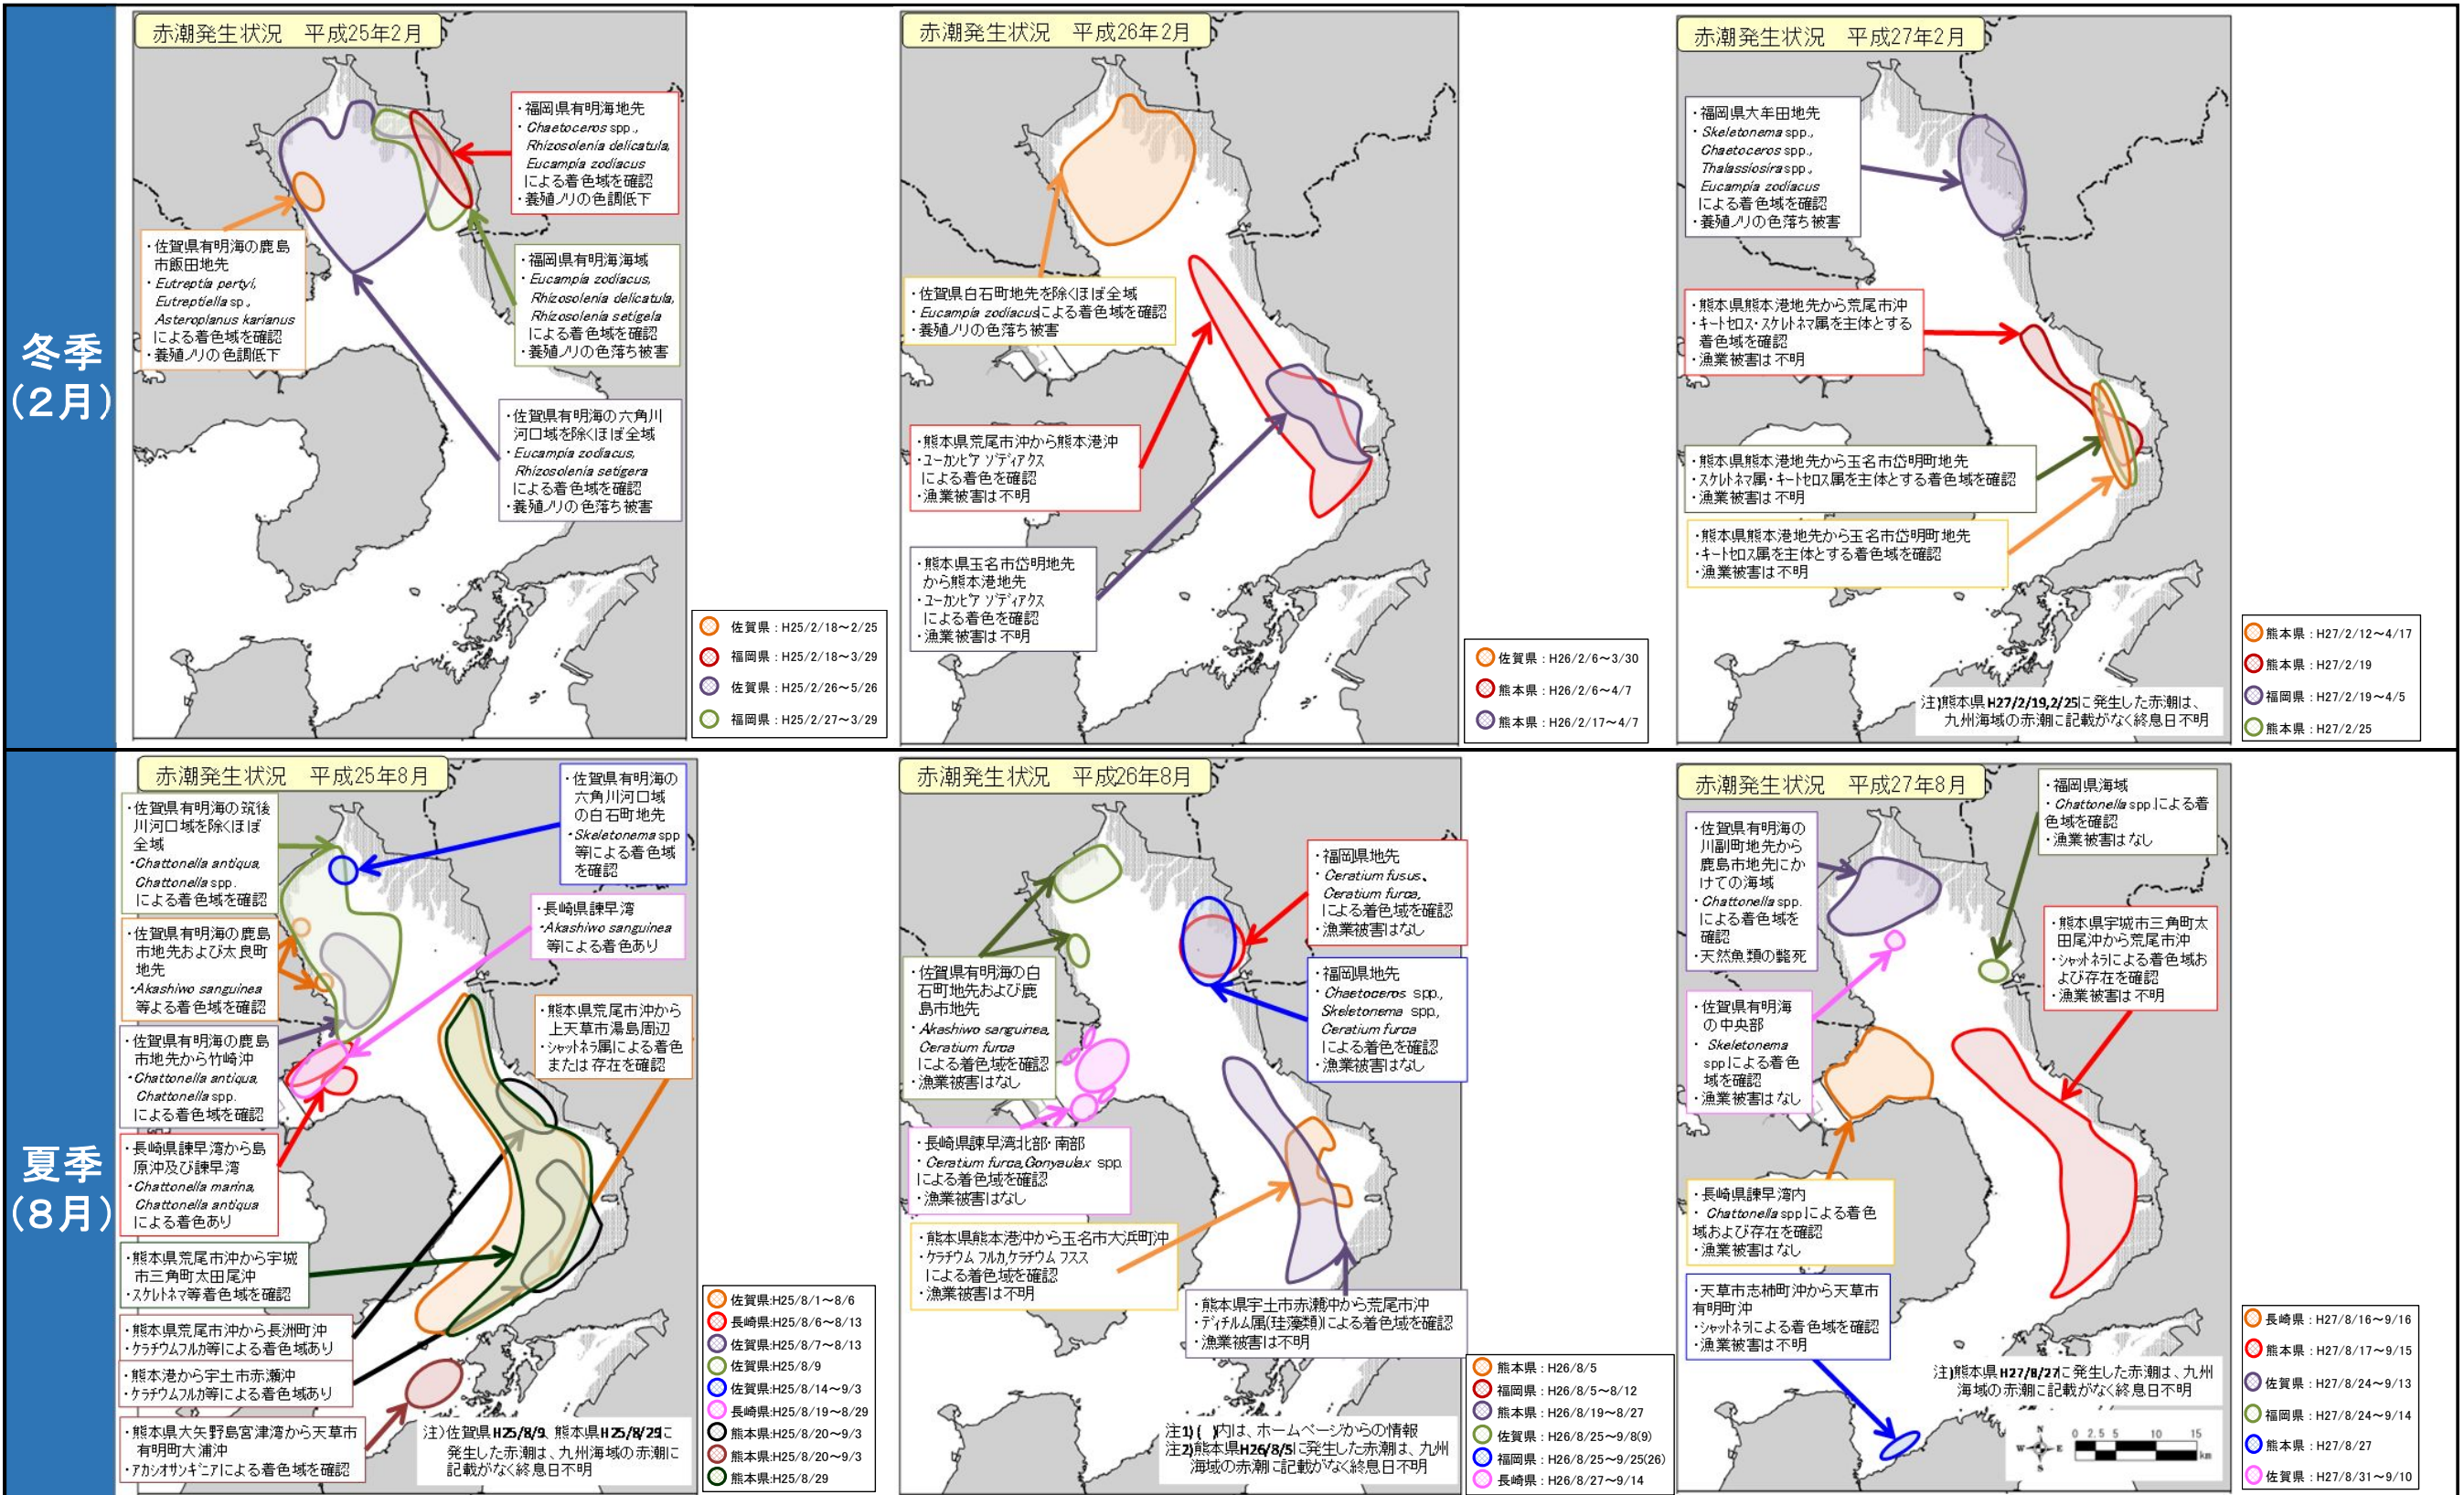 冬季
(2月)
赤潮発生状況　平成25年2月
・福岡県有明海地先
・Chaetoceros spp.,
Rhizosolenia delicatula,
Eucampia zodiacus
による着色域を確認
・養殖ノリの色調低下
・佐賀県有明海の鹿島
市飯田地先
・Eutreptia pertyi,
Eutreptiella sp.,
Asteroplanus karianus
による着色域を確認
・養殖ノリの色調低下
・福岡県有明海海域
・Eucampia zodiacus,
Rhizosolenia delicatula,
Rhizosolenia setigela
による着色域を確認
・養殖ノリの色落ち被害
・佐賀県有明海の六角川
河口域を除くほぼ全域
・Eucampia zodiacus,
Rhizosolenia setigera
による着色域を確認
・養殖ノリの色落ち被害
佐賀県：H25/2/18～2/25
福岡県：H25/2/18～3/29
佐賀県：H25/2/26～5/26
福岡県：H25/2/27～3/29
赤潮発生状況　平成26年2月
・佐賀県白石町地先を除くほぼ全域
・Eucampia zodiacusによる着色域を確認
・養殖ノリの色落ち被害
・熊本県荒尾市沖から熊本港沖
・ユーカンピア ゾディアクス
による着色を確認
・漁業被害は不明
・熊本県玉名市岱明地先
から熊本港地先
・ユーカンピア ゾディアクス
による着色を確認
・漁業被害は不明
佐賀県：H26/2/6～3/30
熊本県：H26/2/6～4/7
熊本県：H26/2/17～4/7
赤潮発生状況　平成27年2月
・福岡県大牟田地先
・Skeletonema spp.,
Chaetoceros spp.,
Thalassiosira spp.,
Eucampia zodiacus
による着色域を確認
・養殖ノリの色落ち被害
・熊本県熊本港地先から荒尾市沖
・キートセロス・スケルトネマ属を主体とする
着色域を確認
・漁業被害は不明
・熊本県熊本港地先から玉名市岱明町地先
・スケルトネマ属・キートセロス属を主体とする着色域を確認
・漁業被害は不明
・熊本県熊本港地先から玉名市岱明町地先
・キートセロス属を主体とする着色域を確認
・漁業被害は不明
注)熊本県H27/2/19,2/25に発生した赤潮は、
九州海域の赤潮に記載がなく終息日不明
熊本県：H27/2/12～4/17
熊本県：H27/2/19
福岡県：H27/2/19～4/5
熊本県：H27/2/25
夏季
(8月)
赤潮発生状況　平成25年8月
・佐賀県有明海の筑後
川河口域を除くほぼ
全域
・Chattonella antiqua,
Chattonella spp.
による着色域を確認
・佐賀県有明海の鹿島
市地先および太良町
地先
・Akashiwo sanguinea
等よる着色域を確認
・佐賀県有明海の鹿島
市地先から竹崎沖
・Chattonella antiqua,
Chattonella spp.
による着色域を確認
・長崎県諫早湾から島
原沖及び諫早湾
・Chattonella marina,
Chattonella antiqua
による着色あり
・熊本県荒尾市沖から宇城
市三角町太田尾沖
・スケルトネマ等着色域を確認
・熊本県荒尾市沖から長洲町沖
・ケラチウムフルカ等による着色域あり
・熊本港から宇土市赤瀬沖
・ケラチウムフルカ等による着色域あり
・熊本県大矢野島宮津湾から天草市
有明町大浦沖
・アカシオサンギニアによる着色域を確認
・佐賀県有明海の
六角川河口域
の白石町地先
・Skeletonema spp
等による着色域
を確認
・長崎県諫早湾
・Akashiwo sanguinea
等による着色あり
・熊本県荒尾市沖から
上天草市湯島周辺
・シャットネラ属による着色
または存在を確認
注)佐賀県H25/8/9、熊本県H25/8/29に
発生した赤潮は、九州海域の赤潮に
記載がなく終息日不明
佐賀県:H25/8/1～8/6
長崎県:H25/8/6～8/13
佐賀県:H25/8/7～8/13
佐賀県:H25/8/9
佐賀県:H25/8/14～9/3
長崎県:H25/8/19～8/29
熊本県:H25/8/20～9/3
熊本県:H25/8/20～9/3
熊本県:H25/8/29
赤潮発生状況　平成26年8月
・福岡県地先
・Ceratium fusus、
Ceratium furca,
による着色域を確認
・漁業被害はなし
・佐賀県有明海の白
石町地先および鹿
島市地先
・Akashiwo sanguinea,
Ceratium furca
による着色域を確認
・漁業被害はなし
・福岡県地先
・Chaetoceros spp.,
Skeletonema spp.,
Ceratium furca
による着色を確認
・漁業被害はなし
・長崎県諫早湾北部・南部
・Ceratium furca,Gonyaulax spp.
による着色域を確認
・漁業被害はなし
・熊本県熊本港沖から玉名市大浜町沖
・ケラチウム フルカ,ケラチウム フスス
による着色域を確認
・漁業被害は不明
・熊本県宇土市赤瀬沖から荒尾市沖
・ディチルム属(珪藻類)による着色域を確認
・漁業被害は不明
注1)(　)内は、ホームページからの情報
注2)熊本県H26/8/5に発生した赤潮は、九州
海域の赤潮に記載がなく終息日不明
熊本県：H26/8/5
福岡県：H26/8/5～8/12
熊本県：H26/8/19～8/27
佐賀県：H26/8/25～9/8(9)
福岡県：H26/8/25～9/25(26)
長崎県：H26/8/27～9/14
赤潮発生状況　平成27年8月
・福岡県海域
・Chattonella spp.による着
色域を確認
・漁業被害はなし
・佐賀県有明海の
川副町地先から
鹿島市地先にか
けての海域
・Chattonella spp.
による着色域を
確認
・天然魚類の斃死
・熊本県宇城市三角町太
田尾沖から荒尾市沖
・シャットネラによる着色域お
よび存在を確認
・漁業被害は不明
・佐賀県有明海
の中央部
・Skeletonema
sppによる着色
域を確認
・漁業被害はなし
・長崎県諫早湾内
・Chattonella spp.による着色
域および存在を確認
・漁業被害はなし
・天草市志柿町沖から天草市
有明町沖
・シャットネラによる着色域を確認
・漁業被害は不明
注)熊本県H27/8/27に発生した赤潮は、九州
海域の赤潮に記載がなく終息日不明
N
W E
S
0 2.5 5 10 15
km
長崎県：H27/8/16～9/16
熊本県：H27/8/17～9/15
佐賀県：H27/8/24～9/13
福岡県：H27/8/24～9/14
熊本県：H27/8/27
佐賀県：H27/8/31～9/10